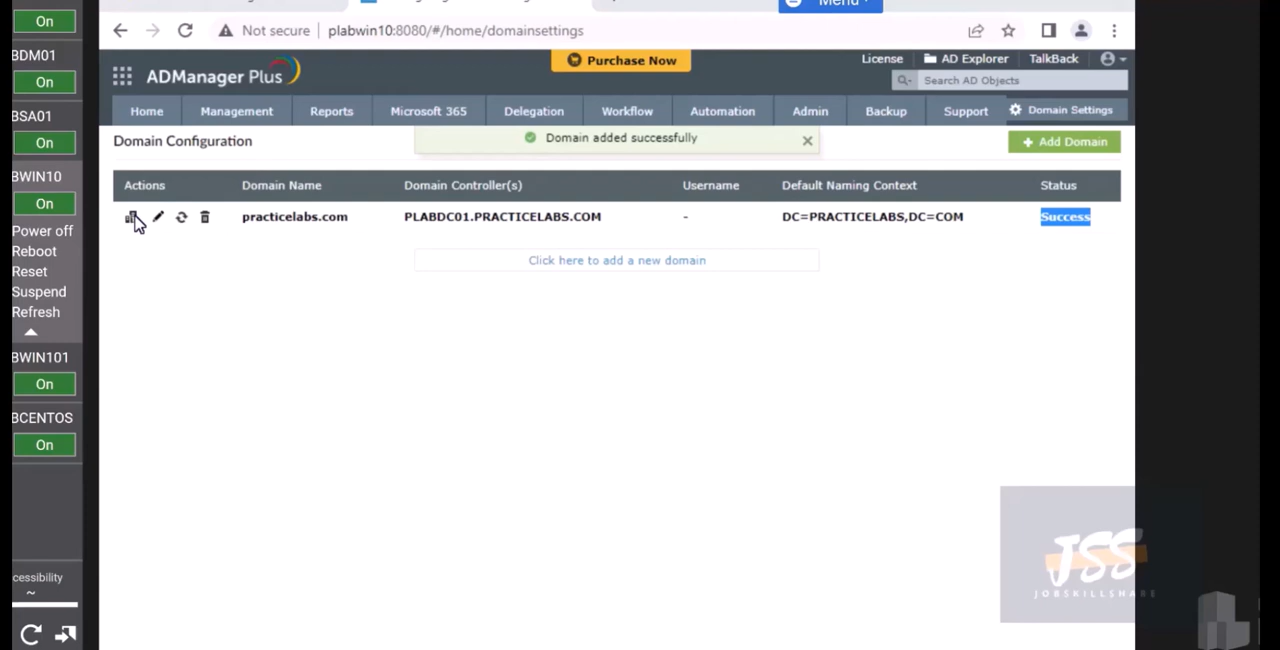 On
BDM01
On
BSA01
On
BWIN10
On
Power off
Reboot
Reset
Suspend
Refresh
BWIN101
On
BCENTOS
On
cessibility
~
Menu
Not secure
plabwin10:8080/#/home/domainsettings
ADManager Plus
Purchase Now
License
AD Explorer
TalkBack
Search AD Objects
Home Management Reports Microsoft 365 Delegation Workflow Automation Admin Backup Support Domain Settings
Domain Configuration
Domain added successfully
+ Add Domain
Actions Domain Name Domain Controller(s) Username Default Naming Context Status
practicelabs.com PLABDC01.PRACTICELABS.COM - DC=PRACTICELABS,DC=COM Success
Click here to add a new domain
JSS
JOBSKILLSHARE